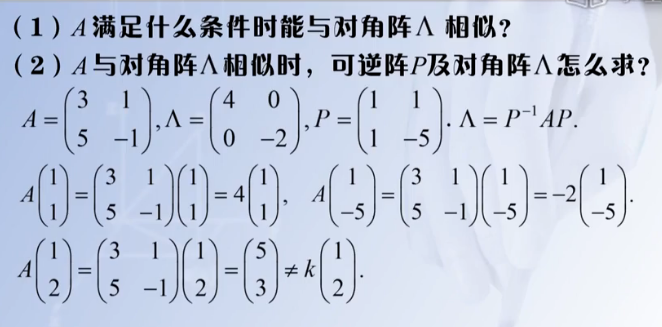 （1）A满足什么条件时能与对角阵Λ 相似？
（2）A与对角阵Λ相似时，可逆阵P及对角阵Λ怎么求？
A = \begin{pmatrix} 3 & 1 \\ 5 & -1 \end{pmatrix}, Λ = \begin{pmatrix} 4 & 0 \\ 0 & -2 \end{pmatrix}, P = \begin{pmatrix} 1 & 1 \\ 1 & -5 \end{pmatrix}. Λ = P^{-1}AP.
A\begin{pmatrix} 1 \\ 1 \end{pmatrix} = \begin{pmatrix} 3 & 1 \\ 5 & -1 \end{pmatrix}\begin{pmatrix} 1 \\ 1 \end{pmatrix} = 4\begin{pmatrix} 1 \\ 1 \end{pmatrix}, A\begin{pmatrix} 1 \\ -5 \end{pmatrix} = \begin{pmatrix} 3 & 1 \\ 5 & -1 \end{pmatrix}\begin{pmatrix} 1 \\ -5 \end{pmatrix} = -2\begin{pmatrix} 1 \\ -5 \end{pmatrix}.
A\begin{pmatrix} 1 \\ 2 \end{pmatrix} = \begin{pmatrix} 3 & 1 \\ 5 & -1 \end{pmatrix}\begin{pmatrix} 1 \\ 2 \end{pmatrix} = \begin{pmatrix} 5 \\ 3 \end{pmatrix} ≠ k\begin{pmatrix} 1 \\ 2 \end{pmatrix}.